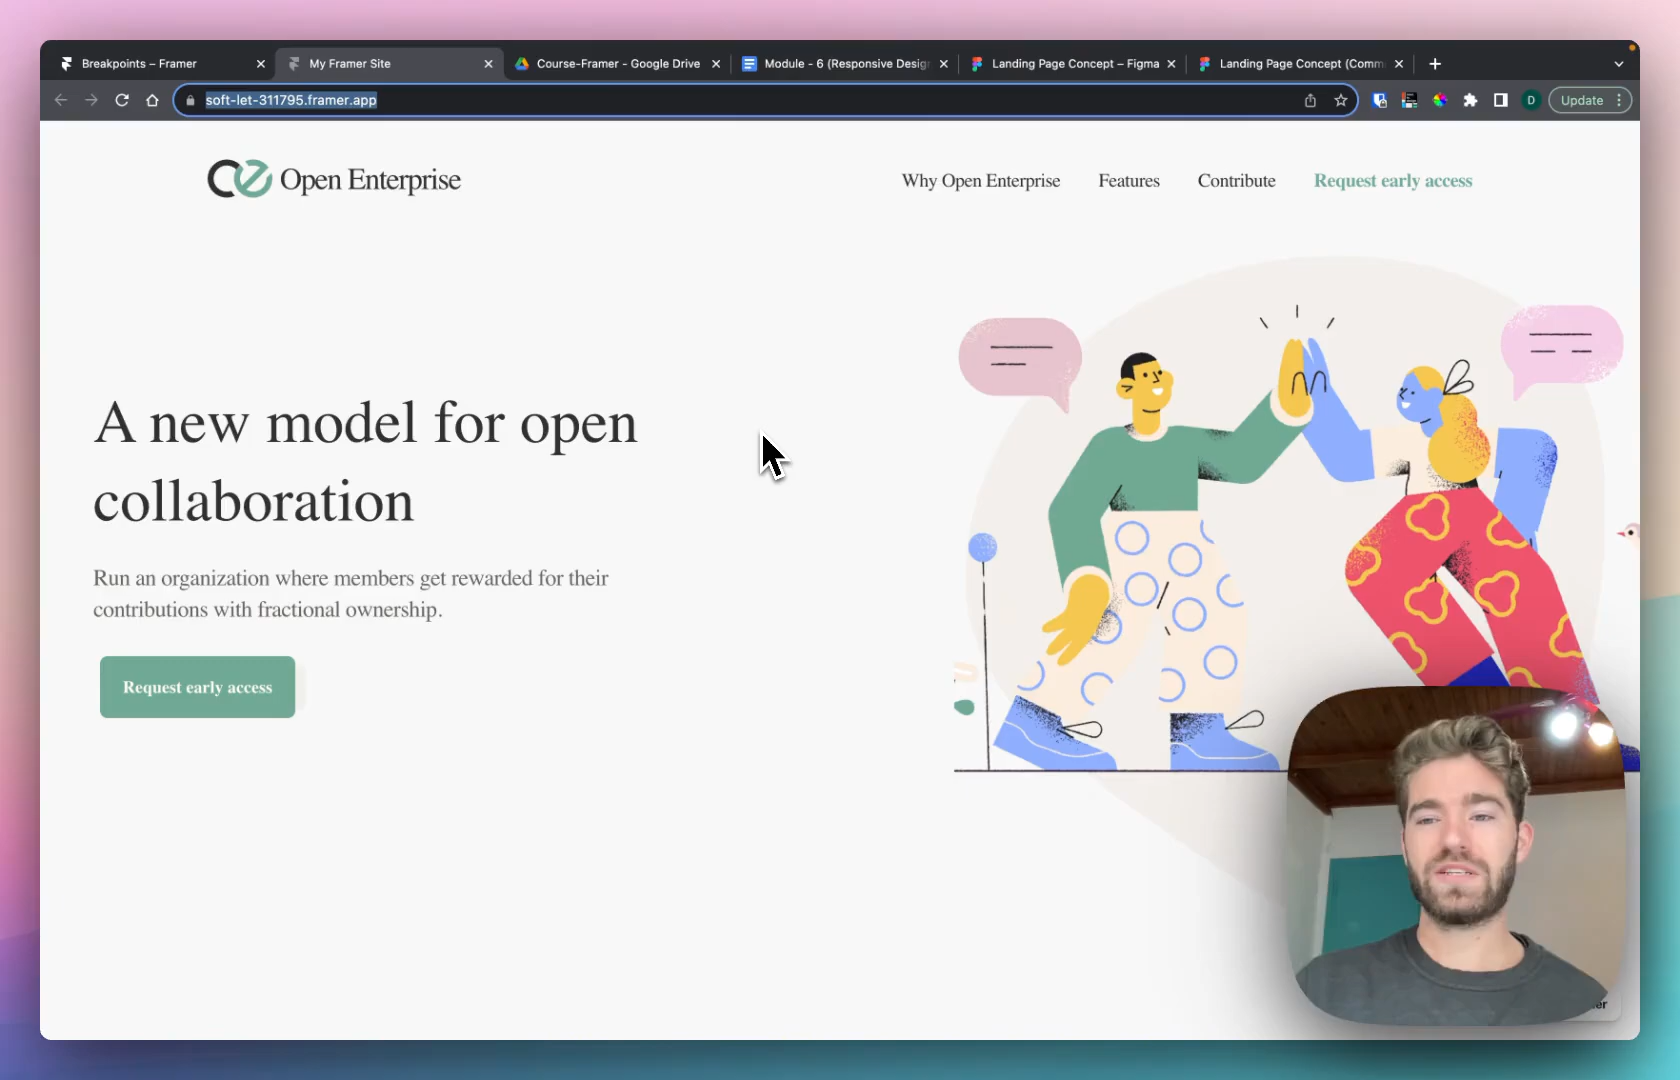 Breakpoints – Framer
My Framer Site
Course-Framer - Google Drive
Module - 6 (Responsive Desig
Landing Page Concept – Figma
Landing Page Concept (Comm
soft-let-311795.framer.app
D
Update
Open Enterprise
Why Open Enterprise
Features
Contribute
Request early access
A new model for open
collaboration
Run an organization where members get rewarded for their
contributions with fractional ownership.
Request early access